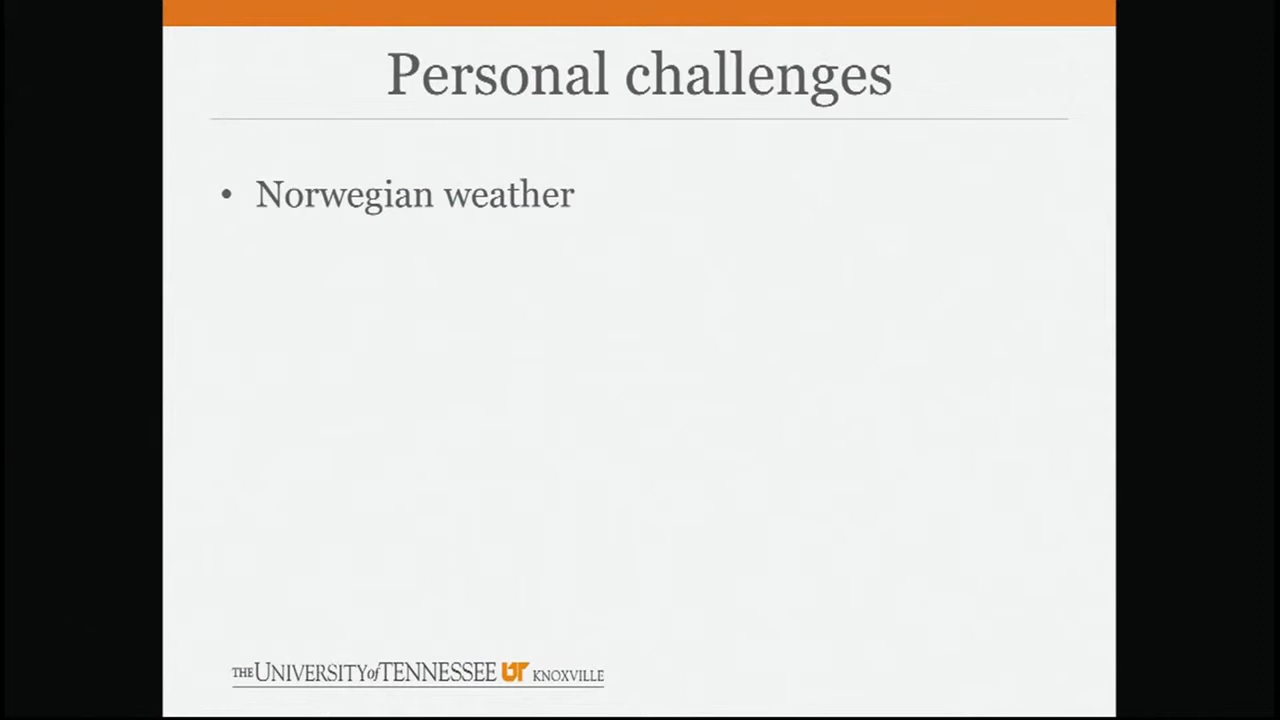 Personal challenges
• Norwegian weather
THE UNIVERSITY of TENNESSEE UT KNOXVILLE